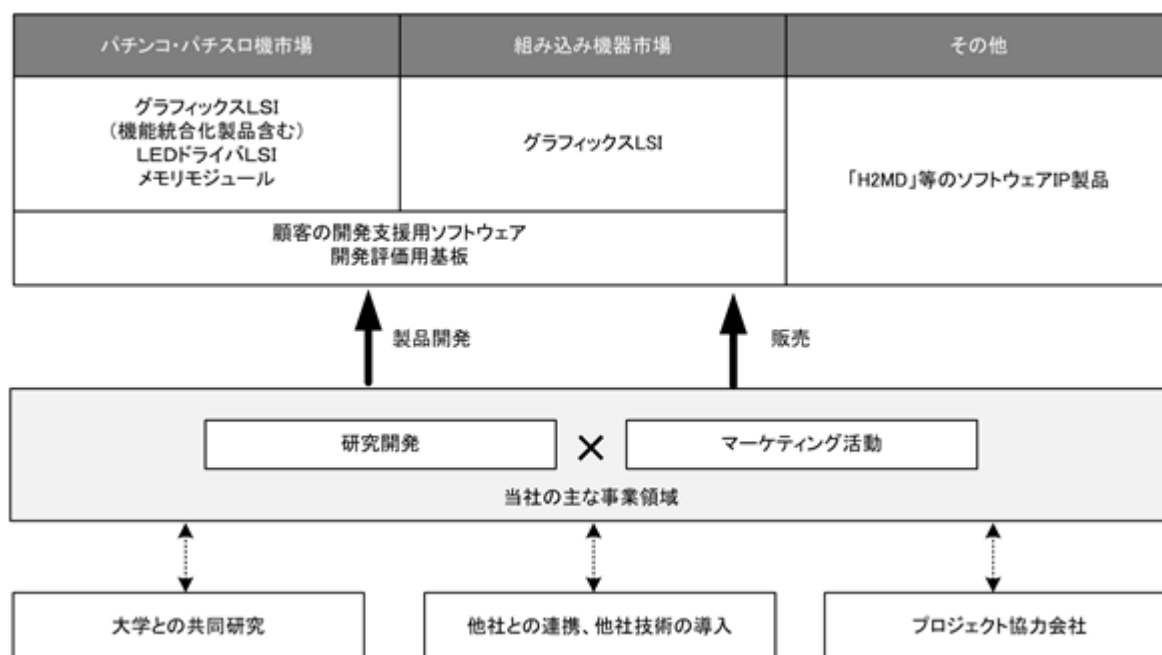 パチンコ・パチスロ機市場
組み込み機器市場
その他
グラフィックスLSI
(機能統合化製品含む)
LEDドライバLSI
メモリモジュール
グラフィックスLSI
「H2MD」等のソフトウェアIP製品
顧客の開発支援用ソフトウェア
開発評価用基板
製品開発
販売
研究開発
×
マーケティング活動
当社の主な事業領域
大学との共同研究
他社との連携、他社技術の導入
プロジェクト協力会社